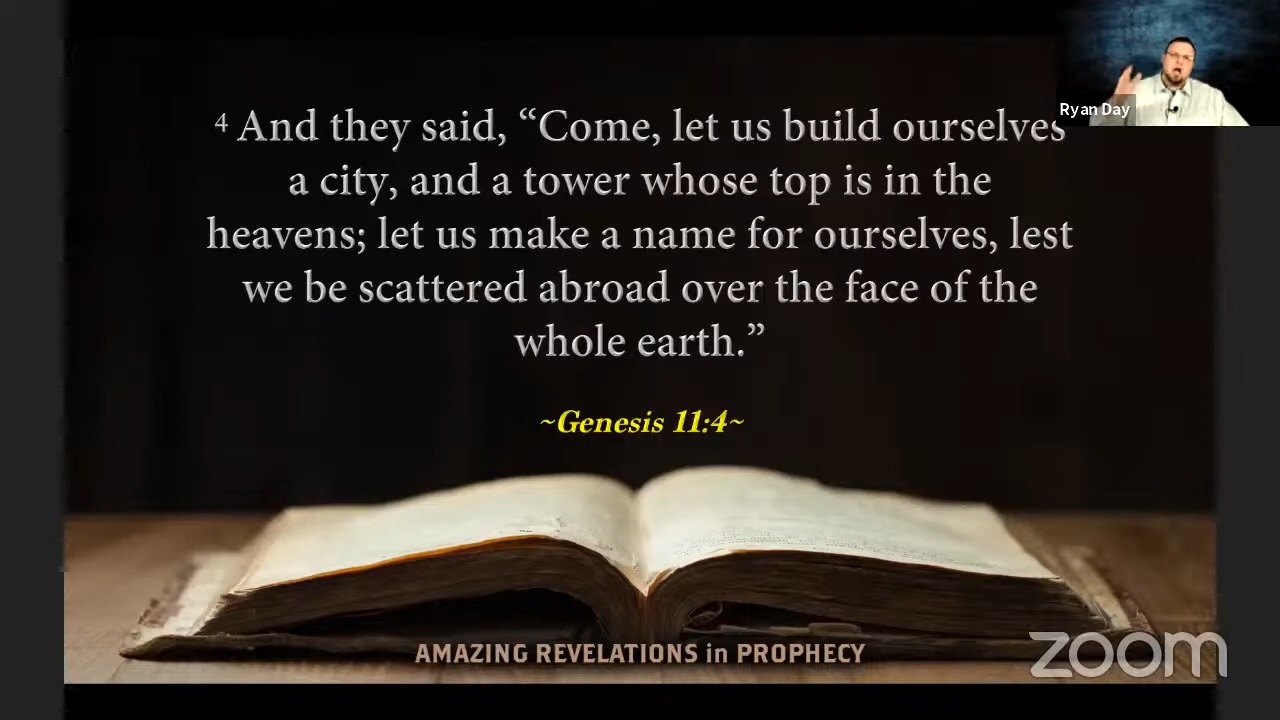 Ryan Day
4 And they said, “Come, let us build ourselves
a city, and a tower whose top is in the
heavens; let us make a name for ourselves, lest
we be scattered abroad over the face of the
whole earth.”
~Genesis 11:4~
AMAZING REVELATIONS in PROPHECY
zoom